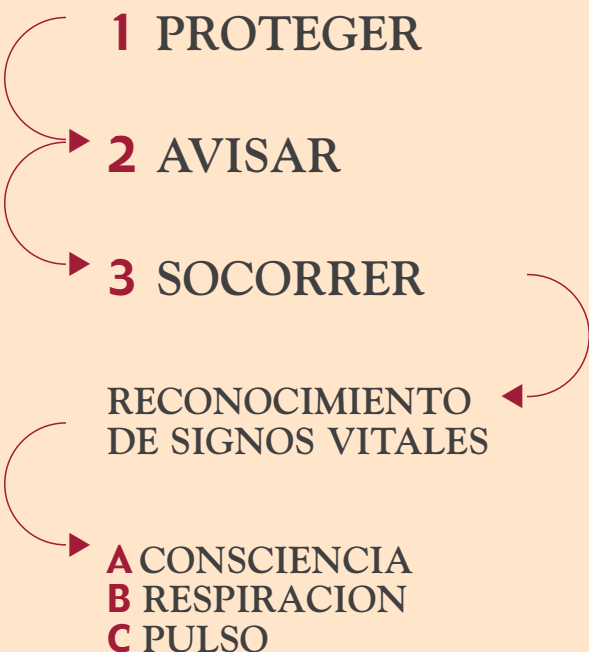 1 PROTEGER
2 AVISAR
3 SOCORRER
RECONOCIMIENTO
DE SIGNOS VITALES
A CONSCIENCIA
B RESPIRACION
C PULSO